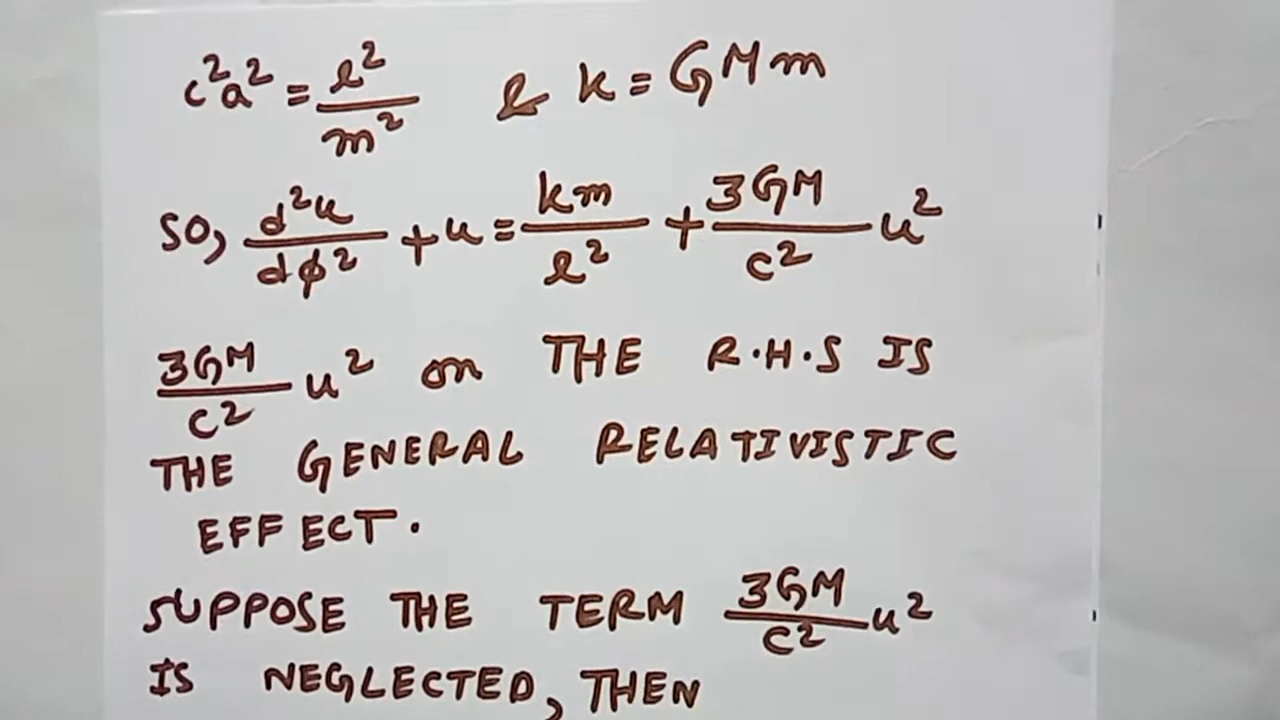 c²a² = l²/m² & k = GMm
SO, d²u/dϕ² + u = km/l² + 3GM/c² u²
3GM/c² u² on THE R.H.S IS
THE GENERAL RELATIVISTIC
EFFECT.
SUPPOSE THE TERM 3GM/c² u²
IS NEGLECTED, THEN